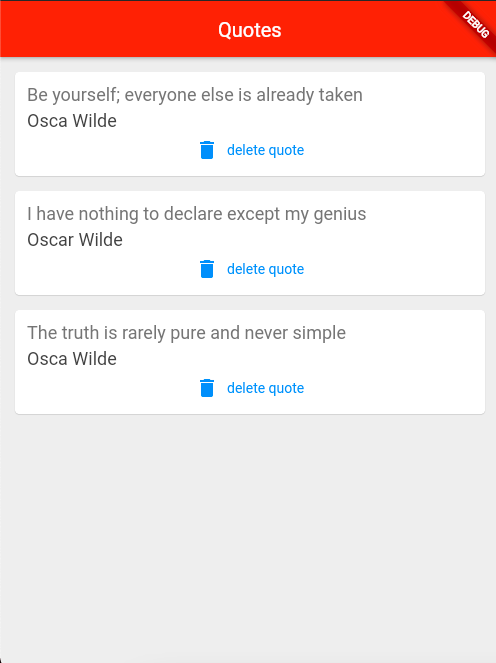 Quotes
DEBUG
Be yourself; everyone else is already taken
Osca Wilde
delete quote
I have nothing to declare except my genius
Oscar Wilde
delete quote
The truth is rarely pure and never simple
Osca Wilde
delete quote